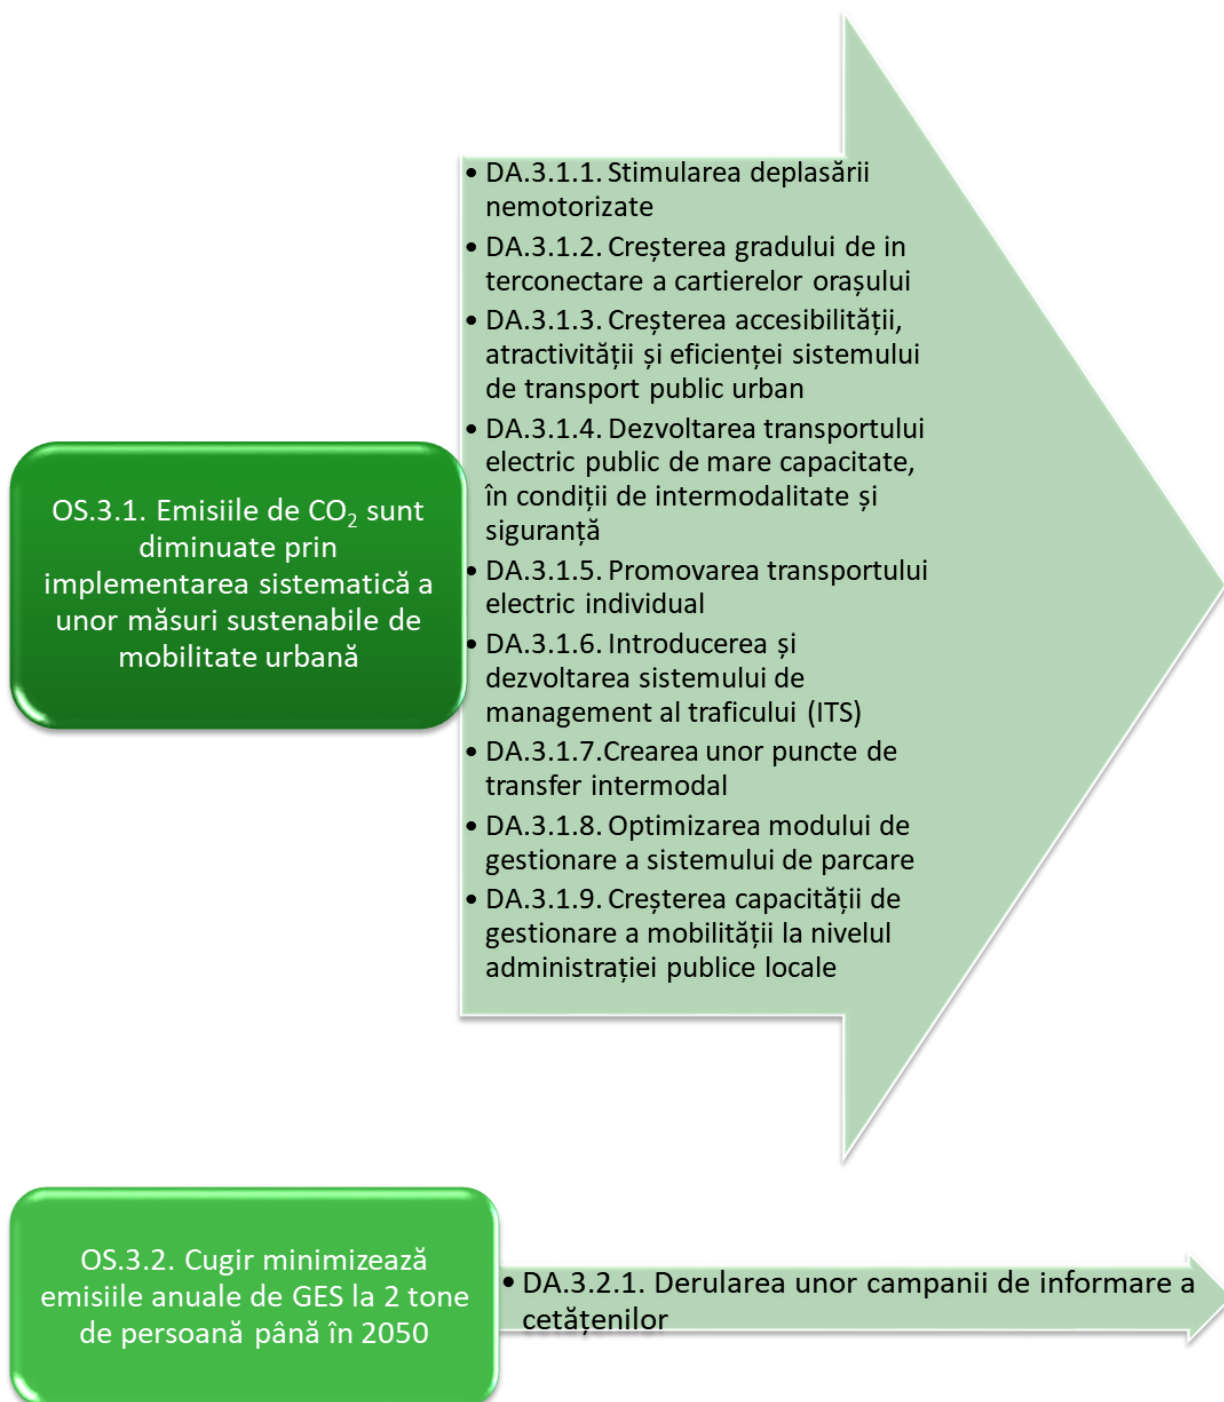 OS.3.1. Emisiile de CO₂ sunt
diminuate prin
implementarea sistematică a
unor măsuri sustenabile de
mobilitate urbană
• DA.3.1.1. Stimularea deplasării
nemotorizate
• DA.3.1.2. Creșterea gradului de in
terconectare a cartierelor orașului
• DA.3.1.3. Creșterea accesibilității,
atractivității și eficienței sistemului
de transport public urban
• DA.3.1.4. Dezvoltarea transportului
electric public de mare capacitate,
în condiții de intermodalitate și
siguranță
• DA.3.1.5. Promovarea transportului
electric individual
• DA.3.1.6. Introducerea și
dezvoltarea sistemului de
management al traficului (ITS)
• DA.3.1.7.Crearea unor puncte de
transfer intermodal
• DA.3.1.8. Optimizarea modului de
gestionare a sistemului de parcare
• DA.3.1.9. Creșterea capacității de
gestionare a mobilității la nivelul
administrației publice locale
OS.3.2. Cugir minimizează
emisiile anuale de GES la 2 tone
de persoană până în 2050
• DA.3.2.1. Derularea unor campanii de informare a
cetățenilor